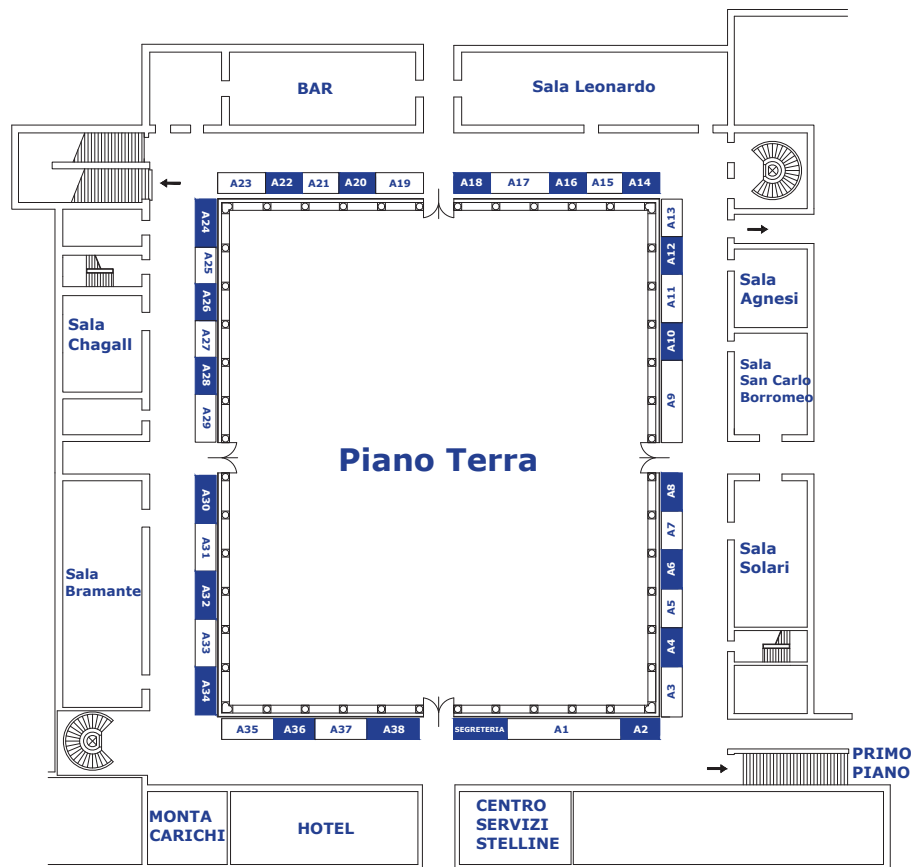 BAR
Sala Leonardo
A23
A22
A21
A20
A19
A18
A17
A16
A15
A14
A24
A25
A26
A27
A28
A29
A13
A12
A11
A10
A9
Sala
Chagall
Sala
Agnesi
Sala
San Carlo
Borromeo
Piano Terra
A30
A31
A32
A33
A34
A8
A7
A6
A5
A4
A3
Sala
Bramante
Sala
Solari
A35
A36
A37
A38
SEGRETERIA
A1
A2
PRIMO
PIANO
MONTA
CARICHI
HOTEL
CENTRO
SERVIZI
STELLINE